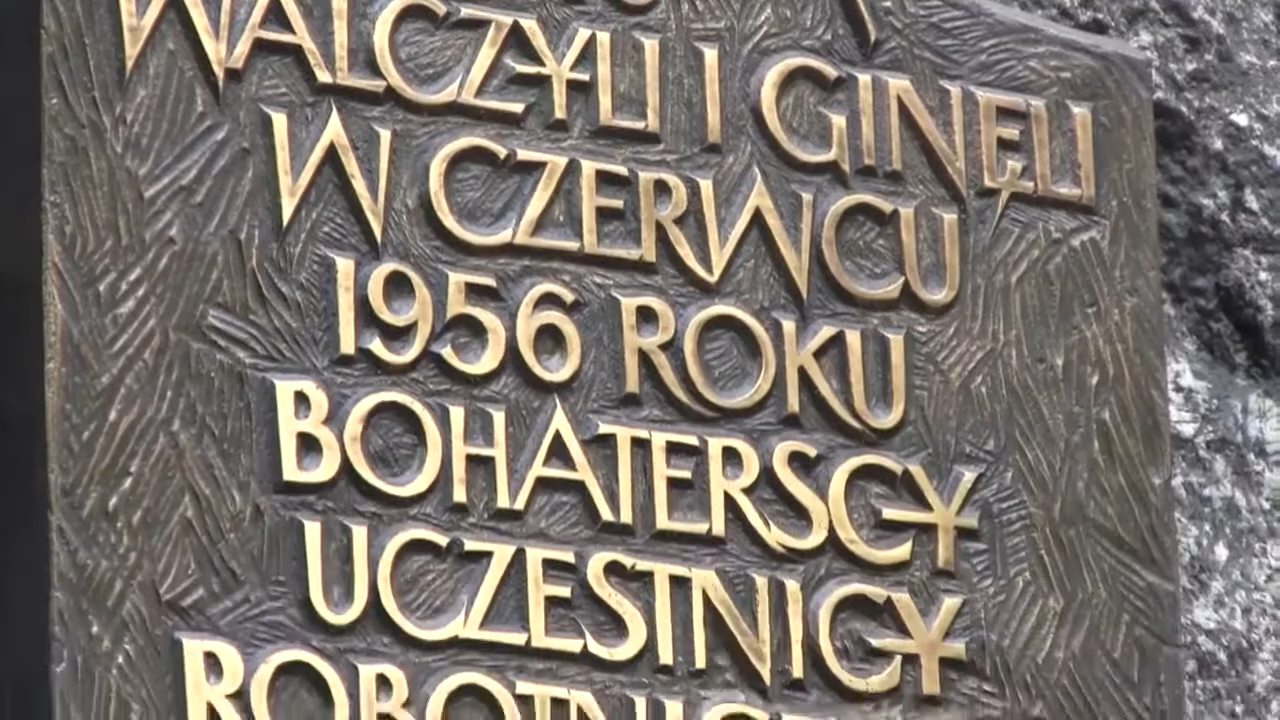 WALCZYLI I GINĘLI
W CZERWCU
1956 ROKU
BOHATERSCY
UCZESTNICY